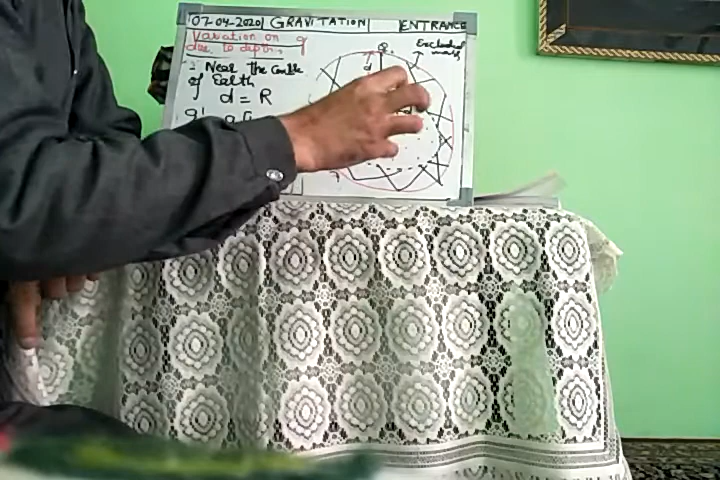 07-04-2020 GRAVITATION ENTRANCE
Variation on g
due to depth
Near the Centre
of Earth
d = R
Excluded
mass
d